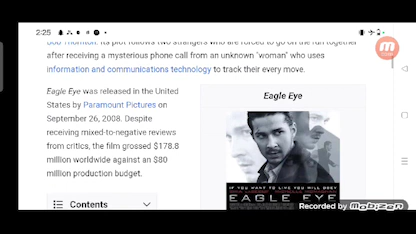 2:25
Bob Thornton. Its plot follows two strangers who are forced to go on the run together
after receiving a mysterious phone call from an unknown "woman" who uses
information and communications technology to track their every move.
Eagle Eye was released in the United
States by Paramount Pictures on
September 26, 2008. Despite
receiving mixed-to-negative reviews
from critics, the film grossed $178.8
million worldwide against an $80
million production budget.
Contents
Eagle Eye
IF YOU WANT TO LIVE YOU WILL OBEY
EAGLE EYE
Recorded by Mobizen